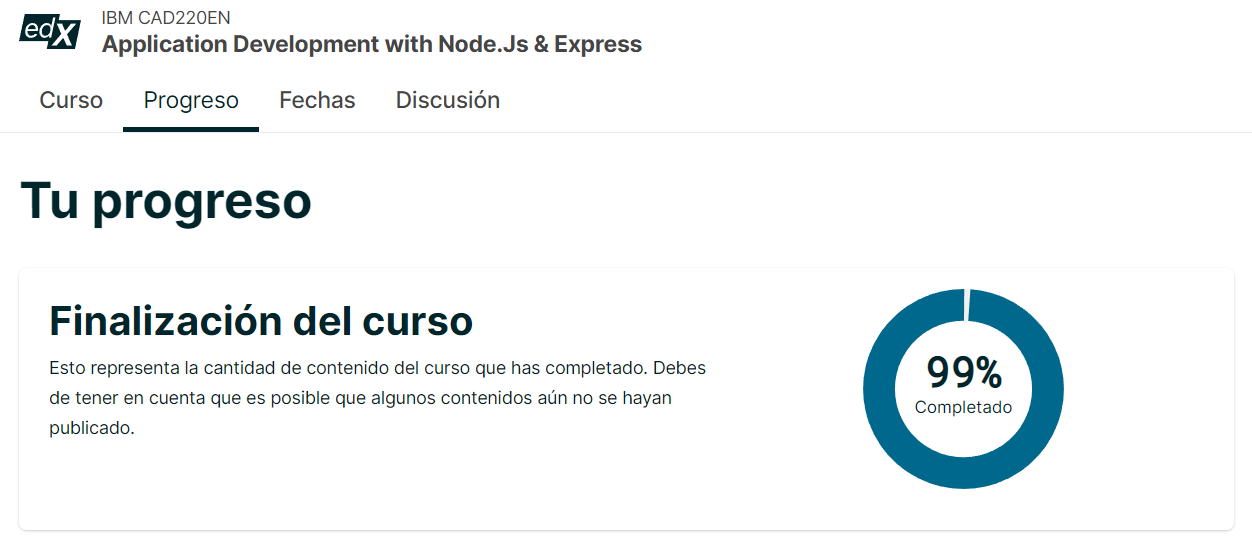 edX
IBM CAD220EN
Application Development with Node.Js & Express
Curso Progreso Fechas Discusión
Tu progreso
Finalización del curso
Esto representa la cantidad de contenido del curso que has completado. Debes
de tener en cuenta que es posible que algunos contenidos aún no se hayan
publicado.
99%
Completado